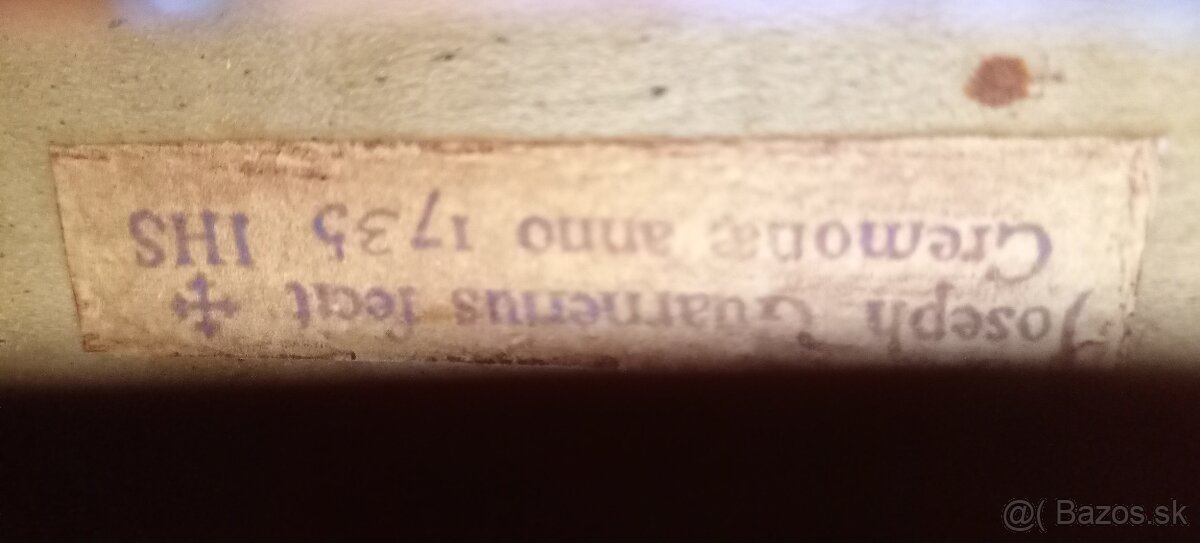 Joseph Guarnerius fecit ✠
Cremonæ anno 1735 IHS
@( Bazos.sk